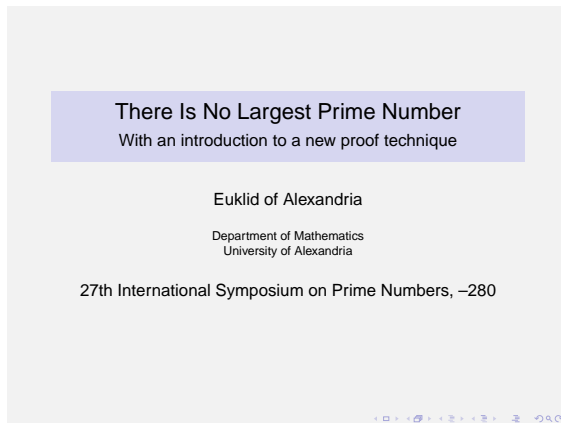 There Is No Largest Prime Number
With an introduction to a new proof technique
Euklid of Alexandria
Department of Mathematics
University of Alexandria
27th International Symposium on Prime Numbers, –280